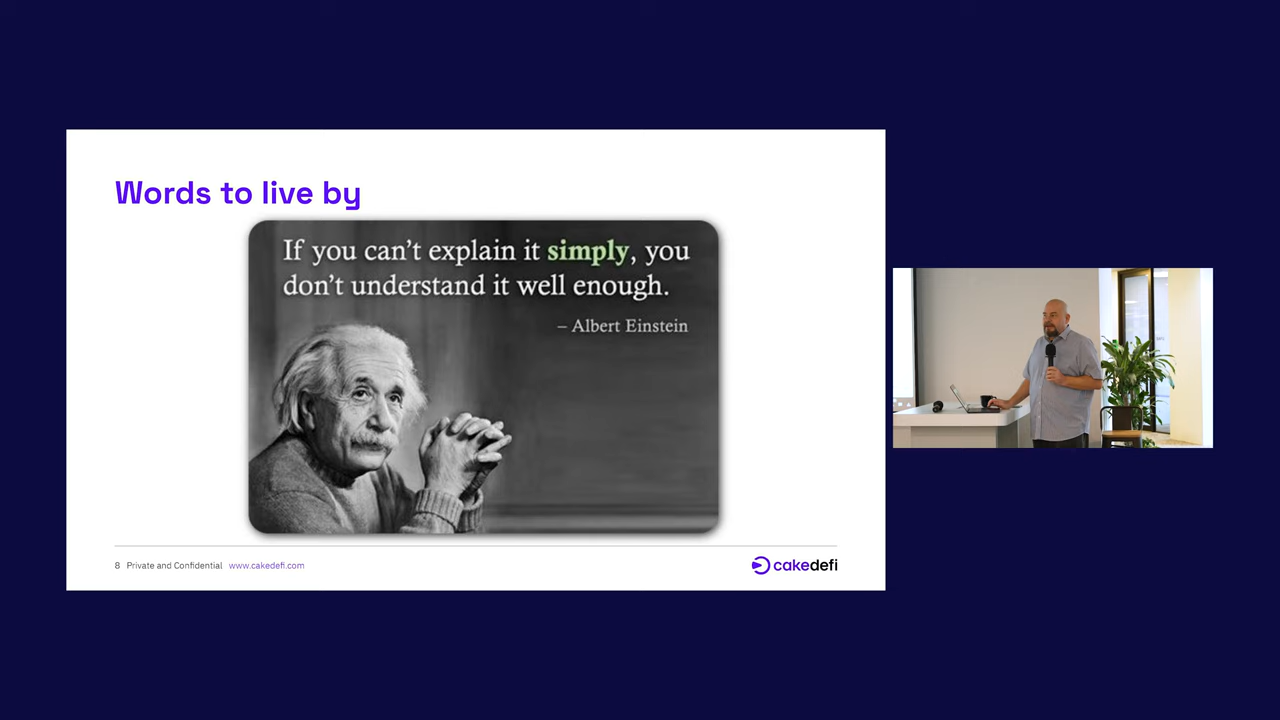 Words to live by
If you can't explain it simply, you
don't understand it well enough.
– Albert Einstein
8 Private and Confidential www.cakedefi.com
cakedefi